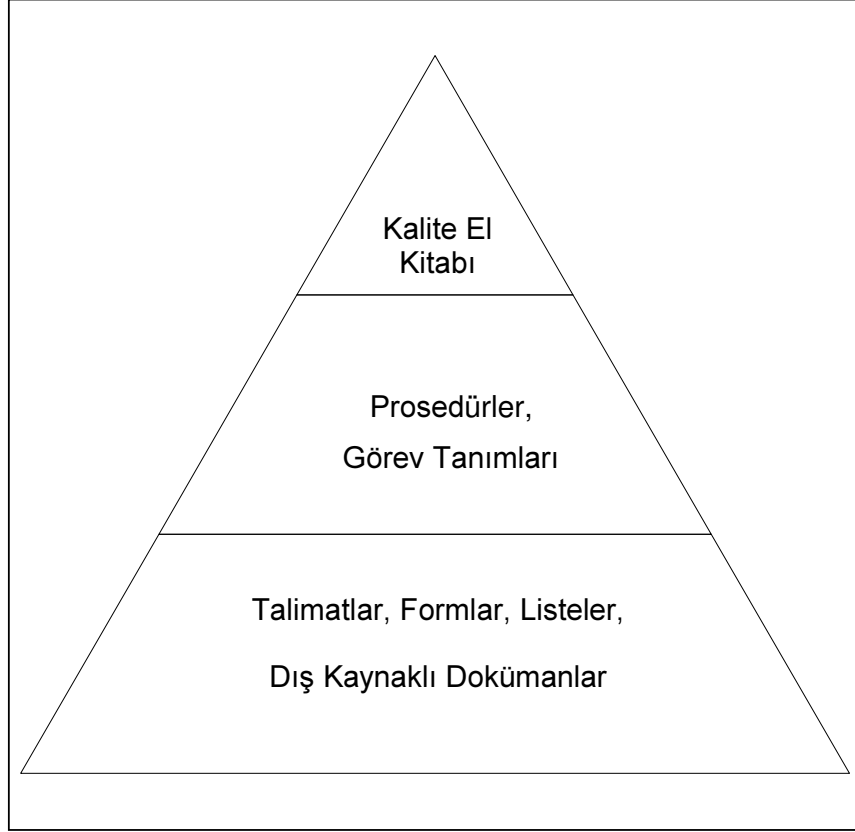 Kalite El
Kitabı
Prosedürler,
Görev Tanımları
Talimatlar, Formlar, Listeler,
Dış Kaynaklı Dokümanlar